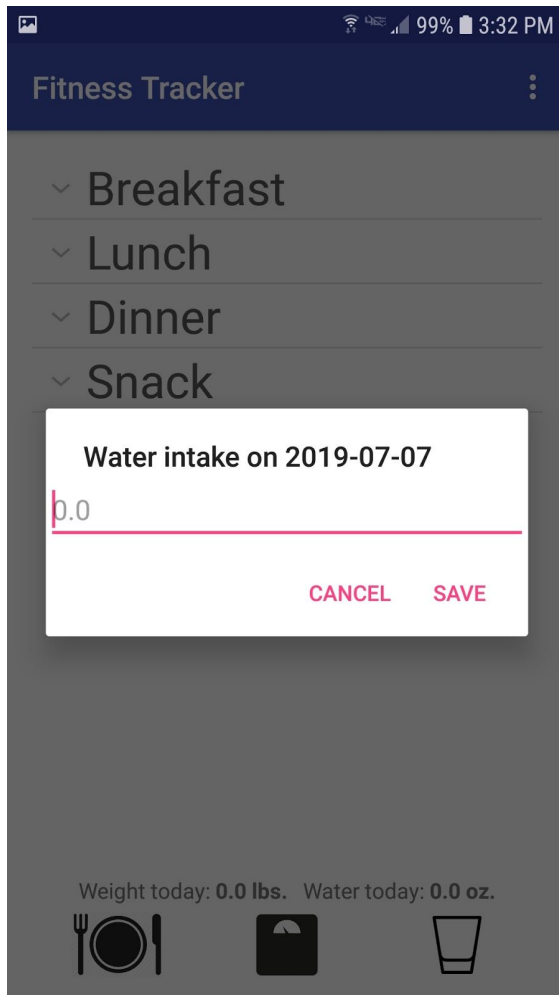 99% 3:32 PM
Fitness Tracker
Breakfast
Lunch
Dinner
Snack
Water intake on 2019-07-07
0.0
CANCEL SAVE
Weight today: 0.0 lbs. Water today: 0.0 oz.